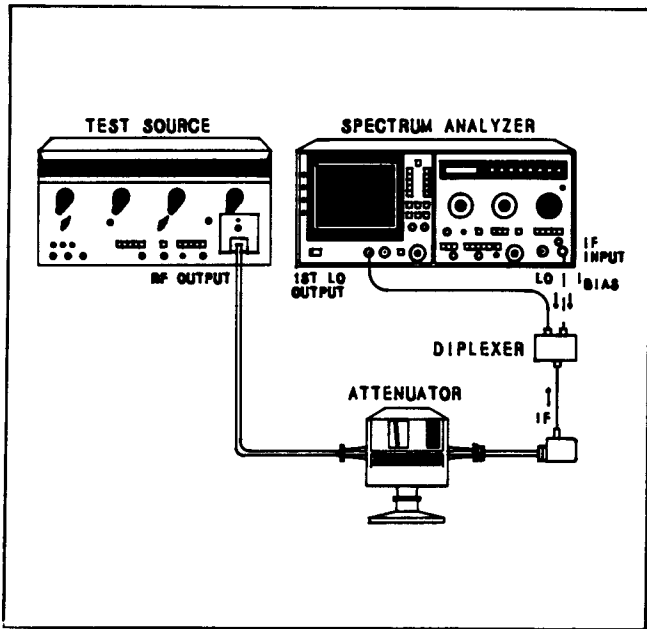 TEST SOURCE
SPECTRUM ANALYZER
RF OUTPUT
1ST LO
OUTPUT
IF
INPUT
LO
I BIAS
DIPLEXER
ATTENUATOR
IF